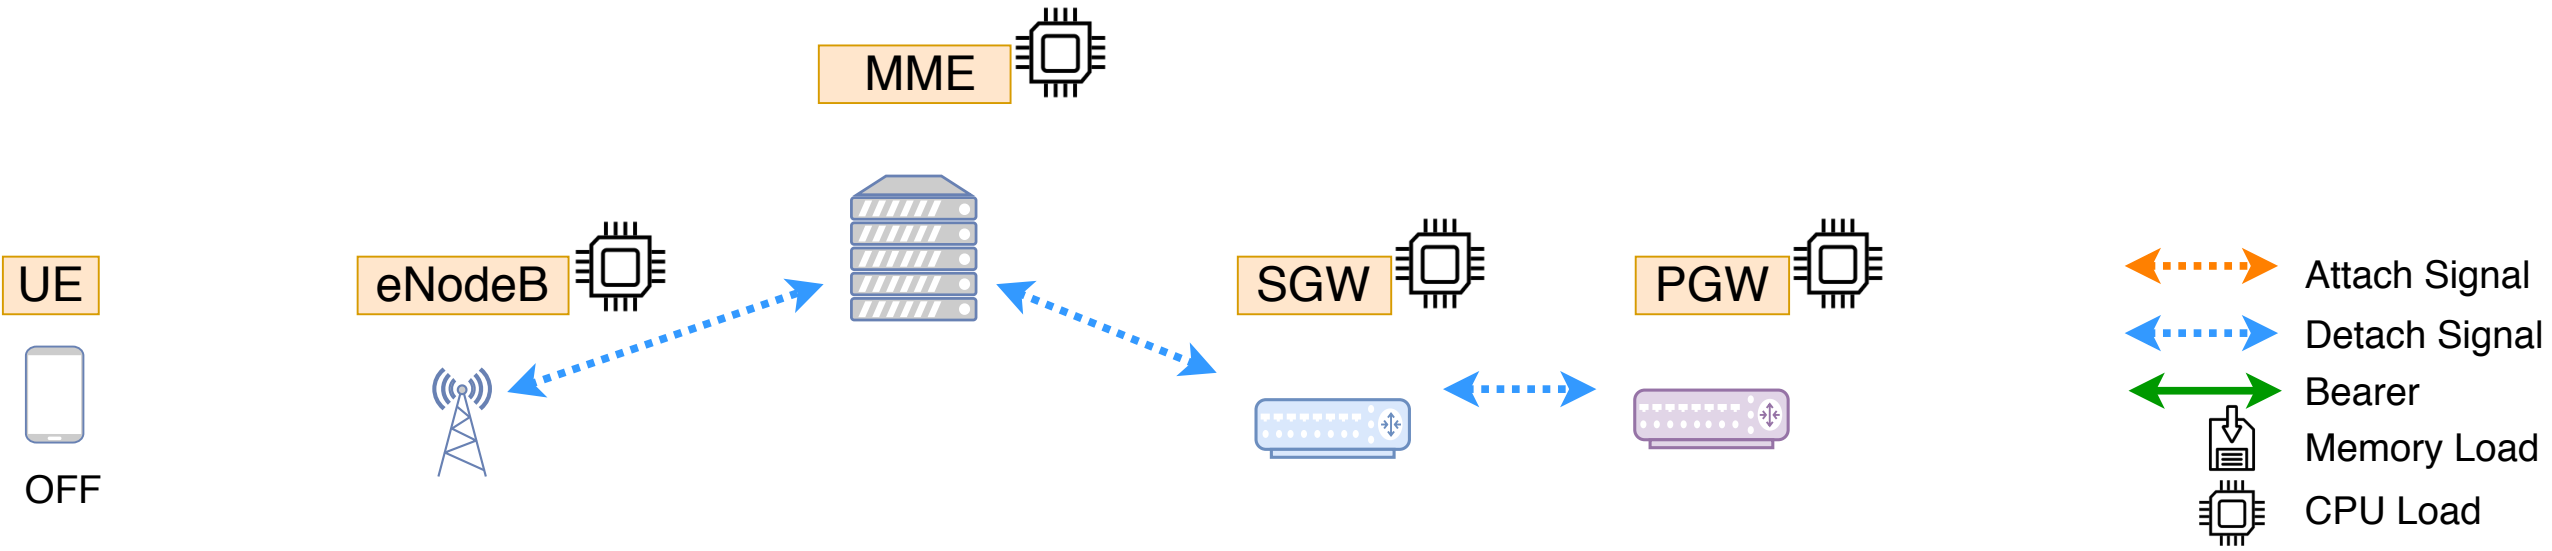 MME
UE
eNodeB
SGW
PGW
OFF
Attach Signal
Detach Signal
Bearer
Memory Load
CPU Load